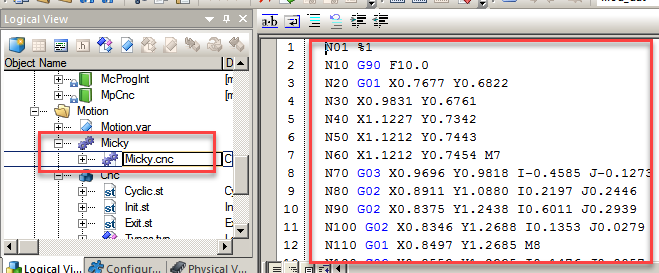 Logical View
Object Name
D
McProgInt
[m
MpCnc
[m
Motion
Motion.var
Micky
Micky.cnc
C
Cnc
Cyclic.st
Cy
Init.st
Ini
Exit.st
Ex
Logical Vi...
Configur...
Physical V...
1 N01 %1
2 N10 G90 F10.0
3 N20 G01 X0.7677 Y0.6822
4 N30 X0.9831 Y0.6761
5 N40 X1.1227 Y0.7342
6 N50 X1.1212 Y0.7443
7 N60 X1.1212 Y0.7454 M7
8 N70 G03 X0.9696 Y0.9818 I-0.4585 J-0.1273
9 N80 G02 X0.8911 Y1.0880 I0.2197 J0.2446
10 N90 G02 X0.8375 Y1.2438 I0.6011 J0.2939
11 N100 G02 X0.8346 Y1.2688 I0.1353 J0.0279
12 N110 G01 X0.8497 Y1.2685 M8